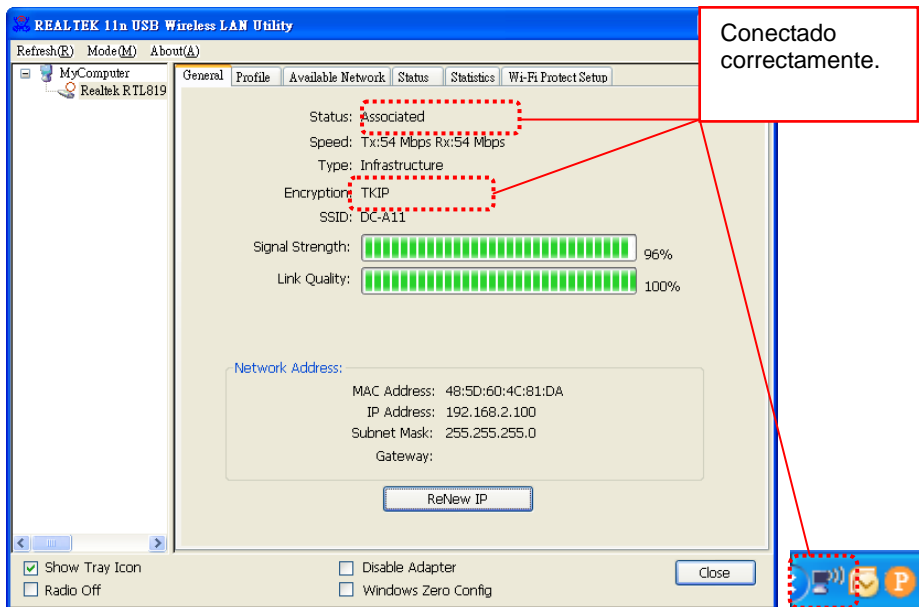 REALTEK 11n USB Wireless LAN Utility
Conectado
correctamente.
Refresh(R) Mode(M) About(A)
MyComputer
Realtek RTL819
General Profile Available Network Status Statistics Wi-Fi Protect Setup
Status: Associated
Speed: Tx:54 Mbps Rx:54 Mbps
Type: Infrastructure
Encryption: TKIP
SSID: DC-A11
Signal Strength: 96%
Link Quality: 100%
Network Address:
MAC Address: 48:5D:60:4C:81:DA
IP Address: 192.168.2.100
Subnet Mask: 255.255.255.0
Gateway:
ReNew IP
Show Tray Icon
Radio Off
Disable Adapter
Windows Zero Config
Close
P